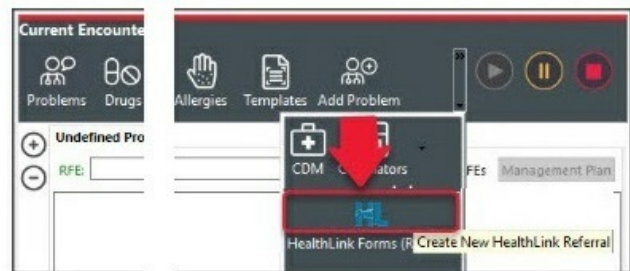 Current Encounte
Problems Drugs Allergies Templates Add Problem
Undefined Pro
RFE: FEs Management Plan
CDM
HL
HealthLink Forms (R Create New HealthLink Referral